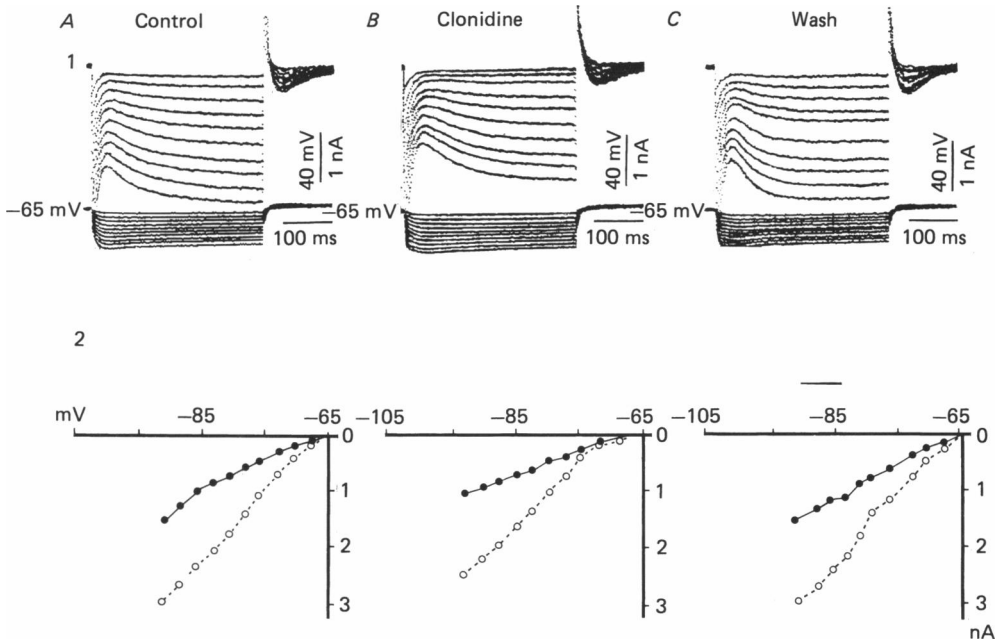 A Control B Clonidine C Wash
1
40 mV
1 nA
40 mV
1 nA
40 mV
1 nA
−65 mV −65 mV −65 mV
100 ms 100 ms 100 ms
2
mV −85 −65 −105 −85 −65 −105 −85 −65
0 0 0
1 1 1
2 2 2
3 3 3
nA